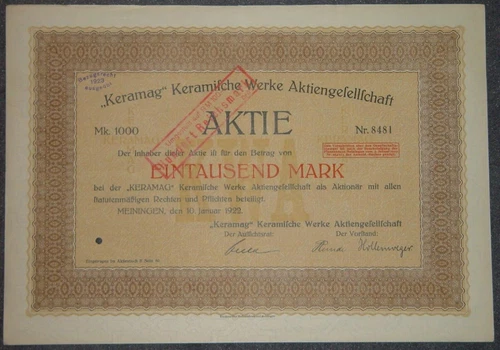 „Keramag“ Keramische Werke Aktiengesellschaft
Mk. 1000
AKTIE
Nr. 8481
Der Inhaber dieser Aktie ist für den Betrag von
EINTAUSEND MARK
bei der „KERAMAG“ Keramische Werke Aktiengesellschaft als Aktionär mit allen
statutenmäßigen Rechten und Pflichten beteiligt.
MEININGEN, den 10. Januar 1922.
„Keramag“ Keramische Werke Aktiengesellschaft
Der Aufsichtsrat:
Der Vorstand: